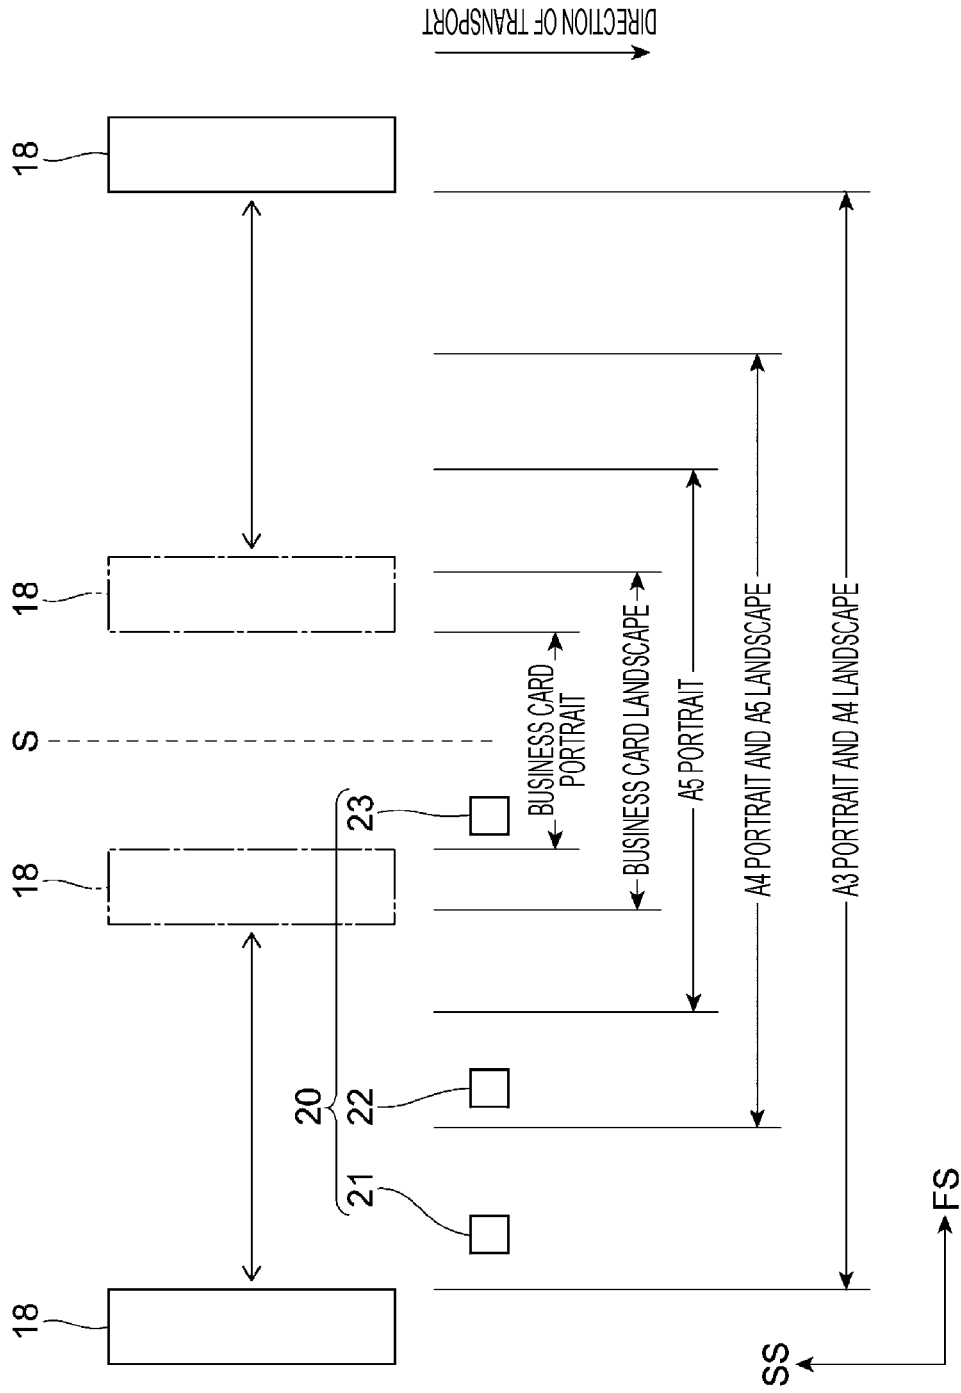 DIRECTION OF TRANSPORT
18
18
S
18
18
20
21
22
23
BUSINESS CARD
PORTRAIT
BUSINESS CARD LANDSCAPE
A5 PORTRAIT
A4 PORTRAIT AND A5 LANDSCAPE
A3 PORTRAIT AND A4 LANDSCAPE
SS
FS